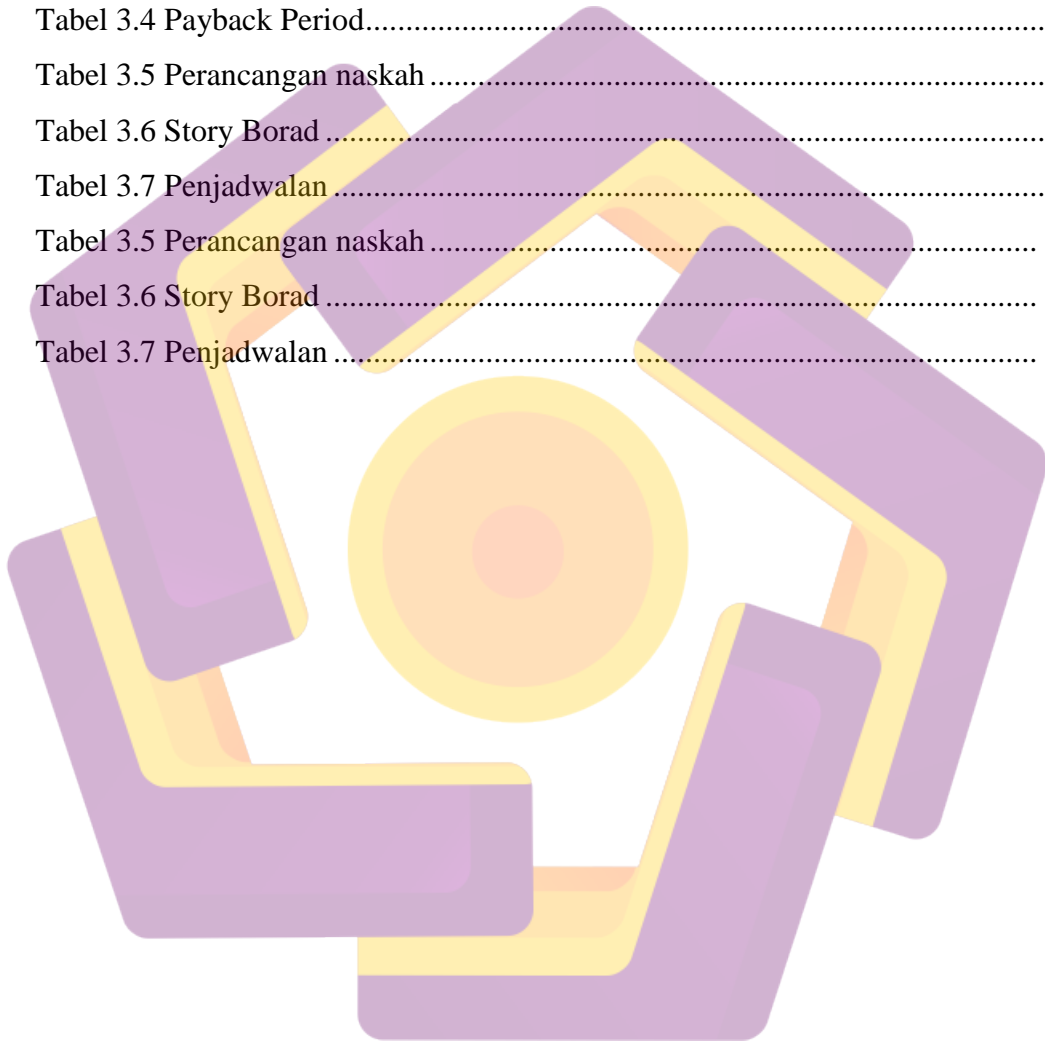 Tabel 3.4 Payback Period...................................................................................
Tabel 3.5 Perancangan naskah...........................................................................
Tabel 3.6 Story Borad........................................................................................
Tabel 3.7 Penjadwalan.......................................................................................
Tabel 3.5 Perancangan naskah..........................................................................
Tabel 3.6 Story Borad.......................................................................................
Tabel 3.7 Penjadwalan......................................................................................